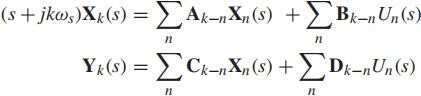 (s + jkω_s)X_k(s) = ∑_n A_{k−n}X_n(s) + ∑_n B_{k−n}U_n(s)
Y_k(s) = ∑_n C_{k−n}X_n(s) + ∑_n D_{k−n}U_n(s)